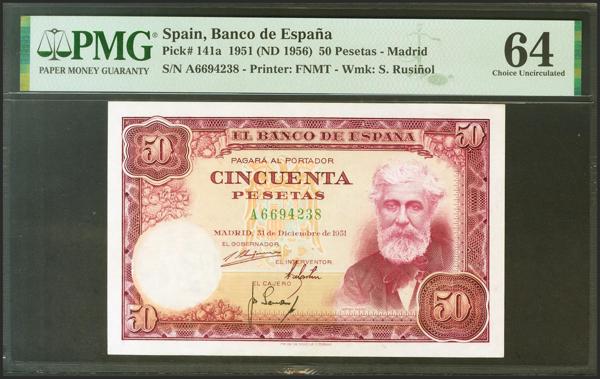 PMG®
PAPER MONEY GUARANTY
Spain, Banco de España
Pick# 141a 1951 (ND 1956) 50 Pesetas - Madrid
S/N A6694238 - Printer: FNMT - Wmk: S. Rusiñol
64
Choice Uncirculated
50
EL BANCO DE ESPAÑA
50
PAGARÁ AL PORTADOR
CINCUENTA
PESETAS
A6694238
MADRID, 31 de Diciembre de 1951
EL GOBERNADOR
EL INTERVENTOR
EL CAJERO
50
50